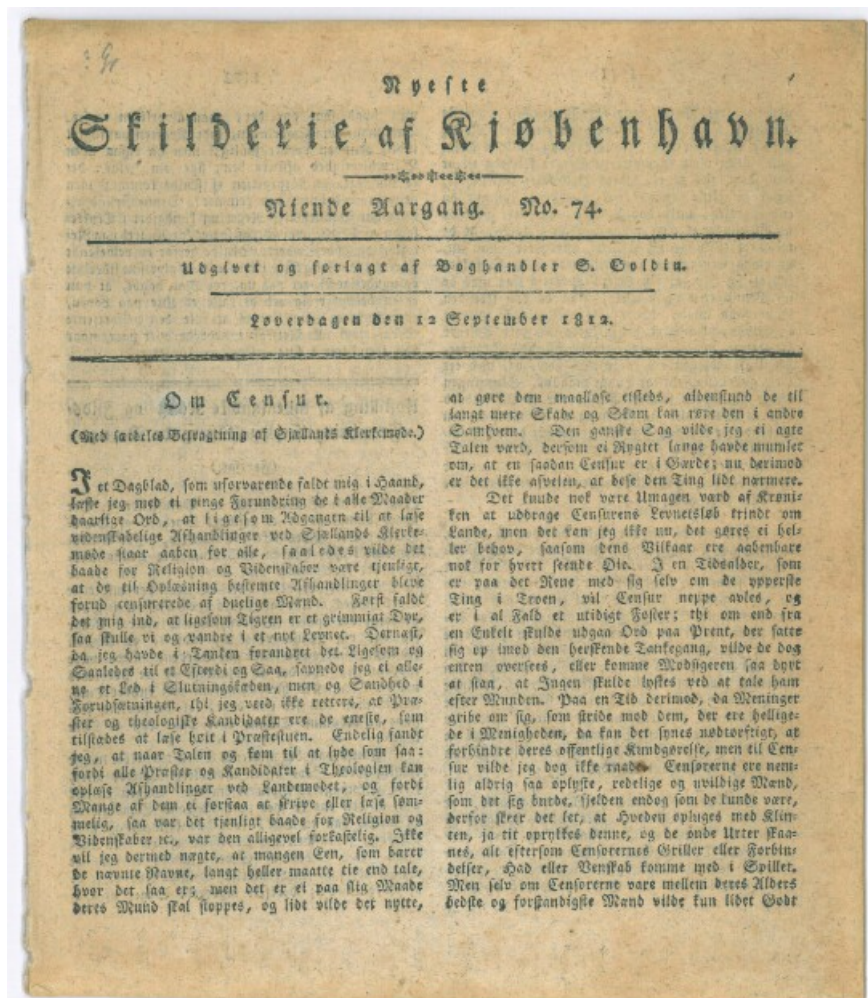 Nyeste
Skilderie af Kjøbenhavn.
Niende Aargang. No. 74.
Udgivet og forlagt af Boghandler S. Soldin.
Løverdagen den 12 September 1812.
Om Censur.
(Med særdeles Betragtning af Sjællands Klerkemøde.)
I et Dagblad, som uforvarende faldt mig i Haand,
læste jeg med ei ringe Forundring de i alle Maader
daarlige Ord, at ligesom Adgangen til at læse
videnskabelige Afhandlinger ved Sjællands Klerke-
møde staar aaben for alle, saaledes vilde det
baade for Religion og Videnskaber være tjenligt,
at de til Oplæsning bestemte Afhandlinger bleve
forud censurerede af duelige Mænd. Først faldt
det mig ind, at ligesom Tigren er et grimmigt Dyr,
saa skulle vi og vandre i et nyt Levnet. Dernæst,
da jeg havde i Tanken forandret det Ligesom og
Saaledes til et Efterdi og Saa, savnede jeg ei alle-
ne et Led i Slutningskæden, men og Sandhed i
Forudsætningen, thi jeg veed ikke rettere, at Præ-
ster og theologiske Kandidater ere de eneste, som
tilstædes at læse høit i Præstestuen. Endelig fandt
jeg, at naar Talen og kom til at lyde som saa:
fordi alle Præster og Kandidater i Theologien kan
oplæse Afhandlinger ved Landemodet, og fordi
Mange af dem ei forstaa at skrive eller læse søm-
melig, saa var det tjenligt baade for Religion og
Videnskaber ꝛc., var den alligevel forkastelig. Ikke
vil jeg dermed nægte, at mangen Een, som bærer
de nævnte Navne, langt heller maatte tie end tale,
hvor det saa er; men det er ei paa slig Maade
deres Mund skal stoppes, og lidt vilde det nytte,
at gøre dem maalløse etsteds, aldenstund de til
langt mere Skade og Skam kan røre den i andre
Samkvem. Den ganske Sag vilde jeg ei agte
Talen værd, dersom ei Rygtet længe havde mumlet
om, at en saadan Censur er i Gærde; nu derimod
er det ikke afveien, at bese den Ting lidt nærmere.
Det kunde nok være Umagen værd af Krøni-
ken at uddrage Censurens Levnetsløb trindt om
Lande, men det kan jeg ikke nu, det gøres ei hel-
ler behov, saasom dens Vilkaar ere aabenbare
nok for hvert seende Øie. I en Tidsalder, som
er paa det Rene med sig selv om de ypperste
Ting i Troen, vil Censur neppe avles, og
er i al Fald et utidigt Foster; thi om end fra
en Enkelt skulde udgaa Ord paa Prent, der satte
sig op imod den herskende Tankegang, vilde de dog
enten oversees, eller komme Modsigeren saa dyrt
at staa, at Ingen skulde lystes ved at tale ham
efter Munden. Paa en Tid derimod, da Meninger
gribe om sig, som stride mod dem, der ere hellige-
de i Menigheden, da kan det synes nødtørftigt, at
forhindre deres offentlige Kundgørelse, men til Cen-
sur vilde jeg dog ikke raade. Censorerne ere nem-
lig aldrig saa oplyste, redelige og uvildige Mænd,
som det sig burde, sjelden endog som de kunde være,
derfor skeer det let, at Hveden opluges med Klin-
ten, ja tit oprykkes denne, og de onde Urter skaa-
nes, alt eftersom Censorernes Griller eller Forbin-
delser, Had eller Venskab komme med i Spillet.
Men selv om Censorerne vare mellem deres Alders
bedste og forstandigste Mænd vilde kun lidet Godt